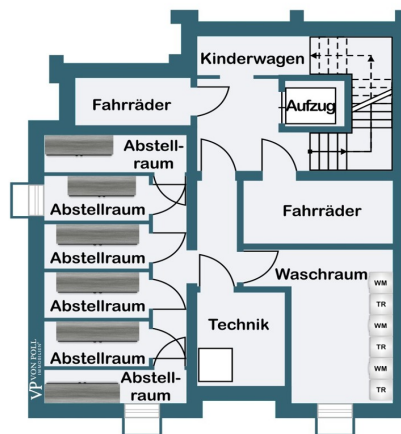 Kinderwagen
Fahrräder
Aufzug
Abstell-
raum
Abstellraum
Fahrräder
Abstellraum
Abstellraum
Waschraum
WM
TR
WM
TR
WM
TR
Technik
Abstellraum
Abstell-
raum
VP VON POLL
IMMOBILIEN